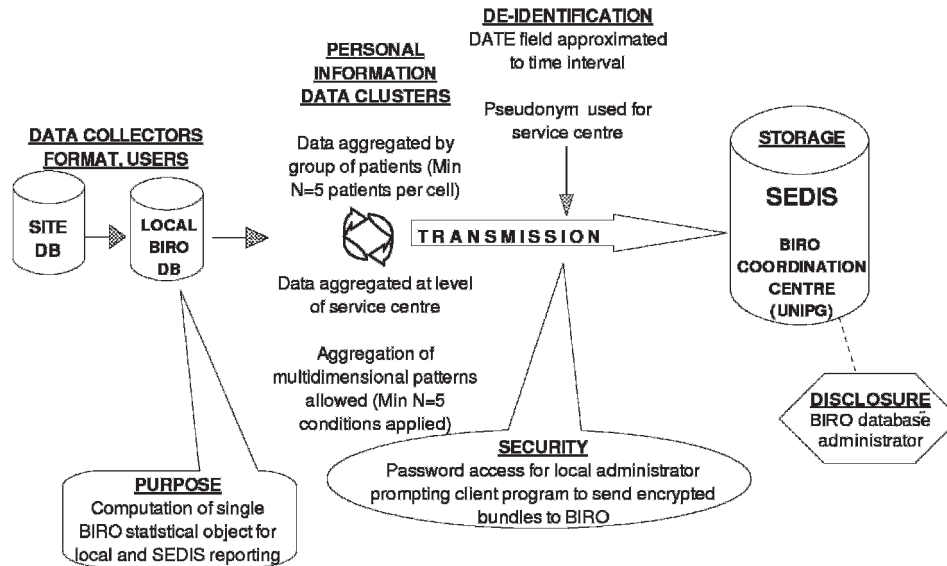 DE-IDENTIFICATION
DATE field approximated
to time interval
Pseudonym used for
service centre
PERSONAL
INFORMATION
DATA CLUSTERS
Data aggregated by
group of patients (Min
N=5 patients per cell)
DATA COLLECTORS
FORMAT, USERS
SITE
DB
LOCAL
BIRO
DB
TRANSMISSION
STORAGE
SEDIS
BIRO
COORDINATION
CENTRE
(UNIPG)
Data aggregated at level
of service centre
Aggregation of
multidimensional patterns
allowed (Min N=5
conditions applied)
DISCLOSURE
BIRO database
administrator
SECURITY
Password access for local administrator
prompting client program to send encrypted
bundles to BIRO
PURPOSE
Computation of single
BIRO statistical object for
local and SEDIS reporting